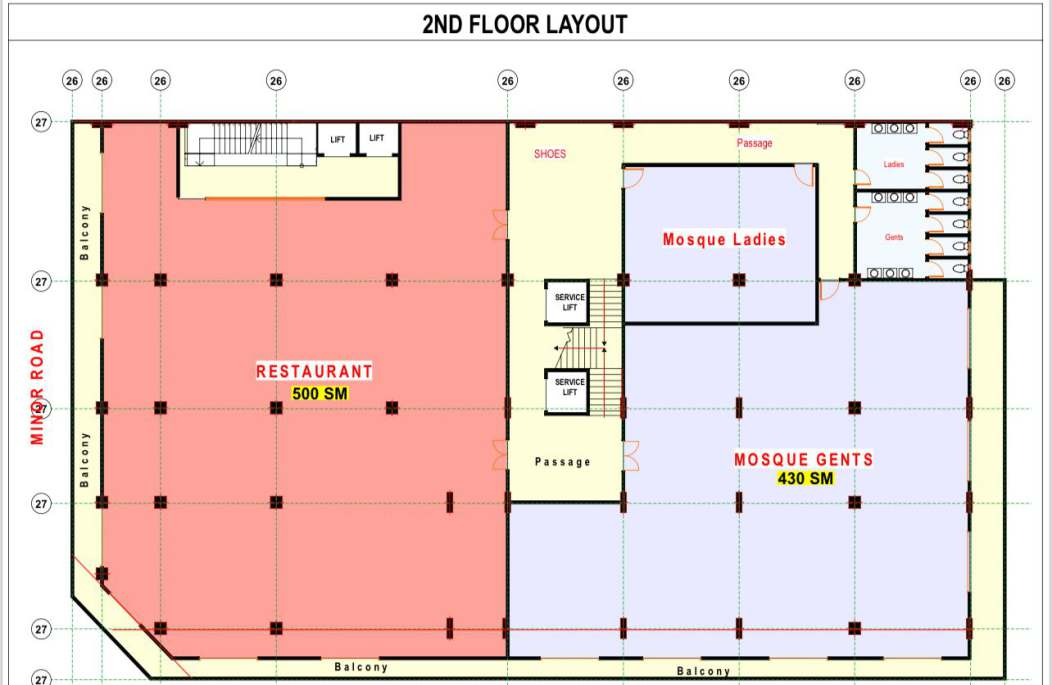 2ND FLOOR LAYOUT
26 26 26 26 26 26 26 26 26 26
27
LIFT LIFT
SHOES
Passage
Ladies
Balcony
Mosque Ladies
Gents
27
SERVICE
LIFT
MINOR ROAD
RESTAURANT
500 SM
SERVICE
LIFT
27
Balcony
Passage
MOSQUE GENTS
430 SM
27
27
Balcony
Balcony
27